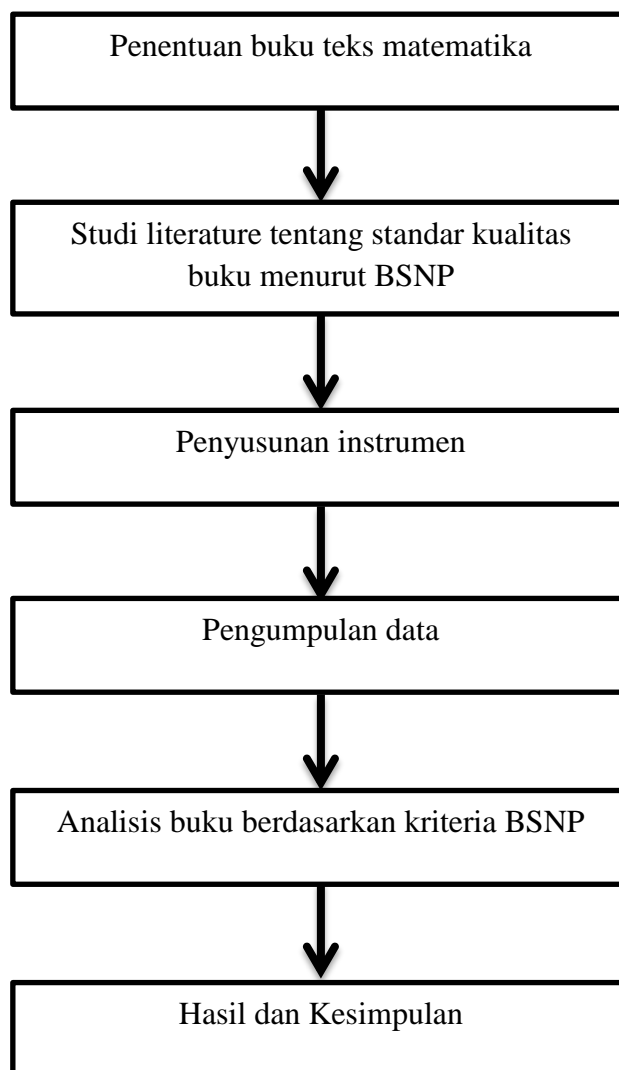 Penentuan buku teks matematika
Studi literature tentang standar kualitas
buku menurut BSNP
Penyusunan instrumen
Pengumpulan data
Analisis buku berdasarkan kriteria BSNP
Hasil dan Kesimpulan